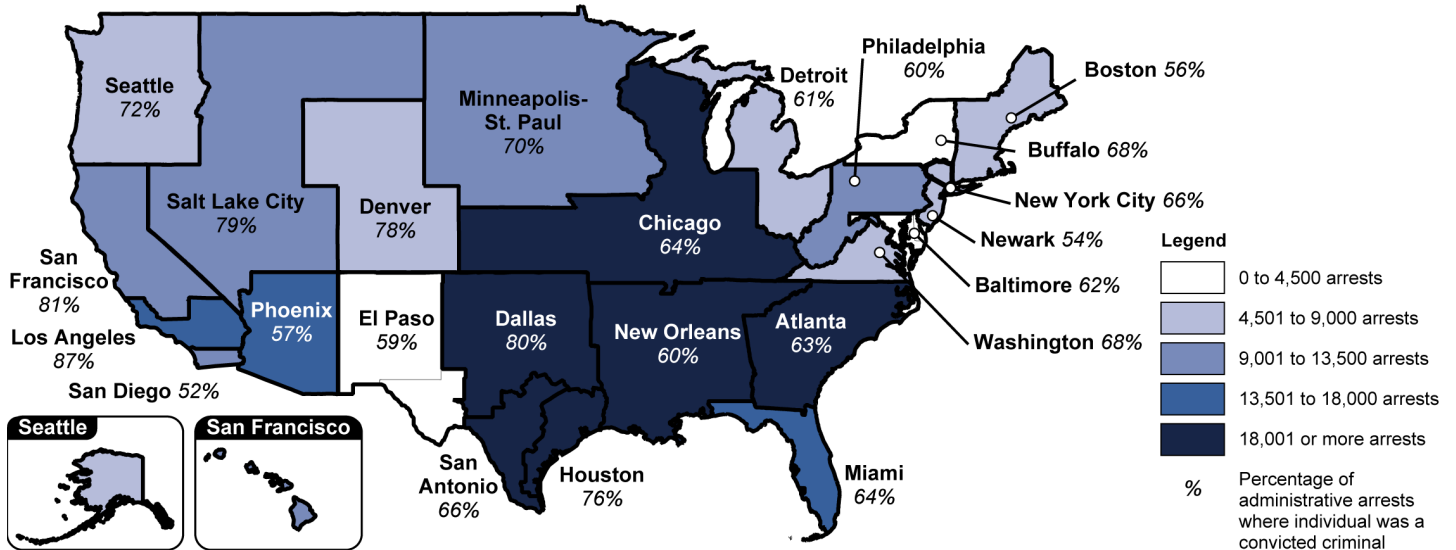 Seattle
72%
Minneapolis-
St. Paul
70%
Detroit
61%
Philadelphia
60%
Boston 56%
Buffalo 68%
New York City 66%
Newark 54%
Baltimore 62%
Washington 68%
Salt Lake City
79%
Denver
78%
Chicago
64%
San
Francisco
81%
Los Angeles
87%
San Diego 52%
Phoenix
57%
El Paso
59%
Dallas
80%
New Orleans
60%
Atlanta
63%
San
Antonio
66%
Houston
76%
Miami
64%
Seattle
San Francisco
Legend
0 to 4,500 arrests
4,501 to 9,000 arrests
9,001 to 13,500 arrests
13,501 to 18,000 arrests
18,001 or more arrests
% Percentage of
administrative arrests
where individual was a
convicted criminal